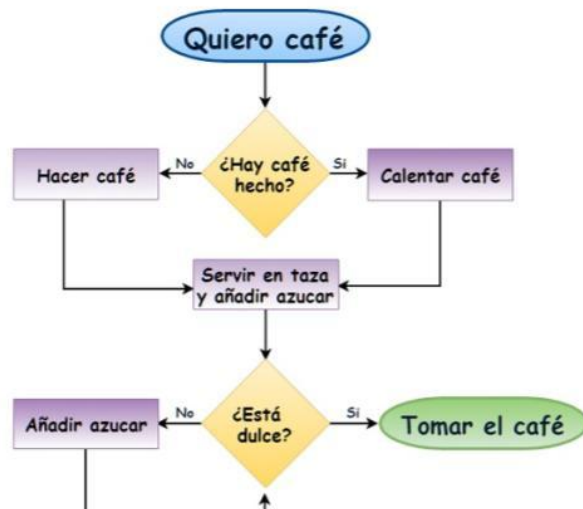 Quiero café
¿Hay café
hecho?
No
Si
Hacer café
Calentar café
Servir en taza
y añadir azucar
¿Está
dulce?
No
Si
Añadir azucar
Tomar el café